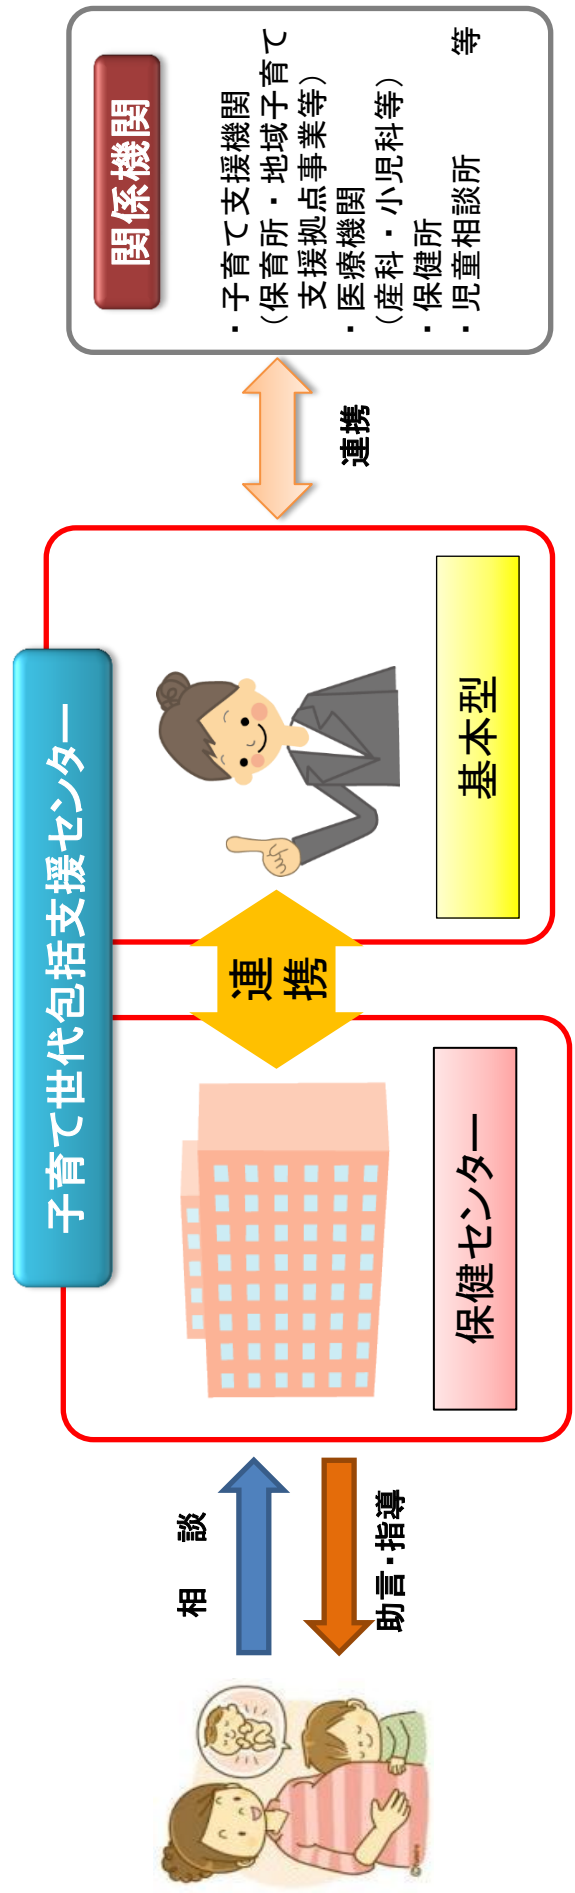 子育て世代包括支援センター
相　談
助言・指導
保健センター
連
携
基本型
連携
関係機関
・子育て支援機関
（保育所・地域子育て
支援拠点事業等）
・医療機関
（産科・小児科等）
・保健所
・児童相談所　　　等